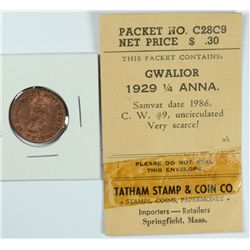 PACKET NO. C28C9
NET PRICE $ .30
THIS PACKET CONTAINS:
GWALIOR
1929 ¼ ANNA.
Samvat date 1986.
C. W. #9, uncirculated
Very scarce!
xk
PLEASE DO NOT SEAL
THIS ENVELOPE
TATHAM STAMP & COIN CO.
STAMPS, COINS, PAPERMONEY
Importers — Retailers
Springfield, Mass.